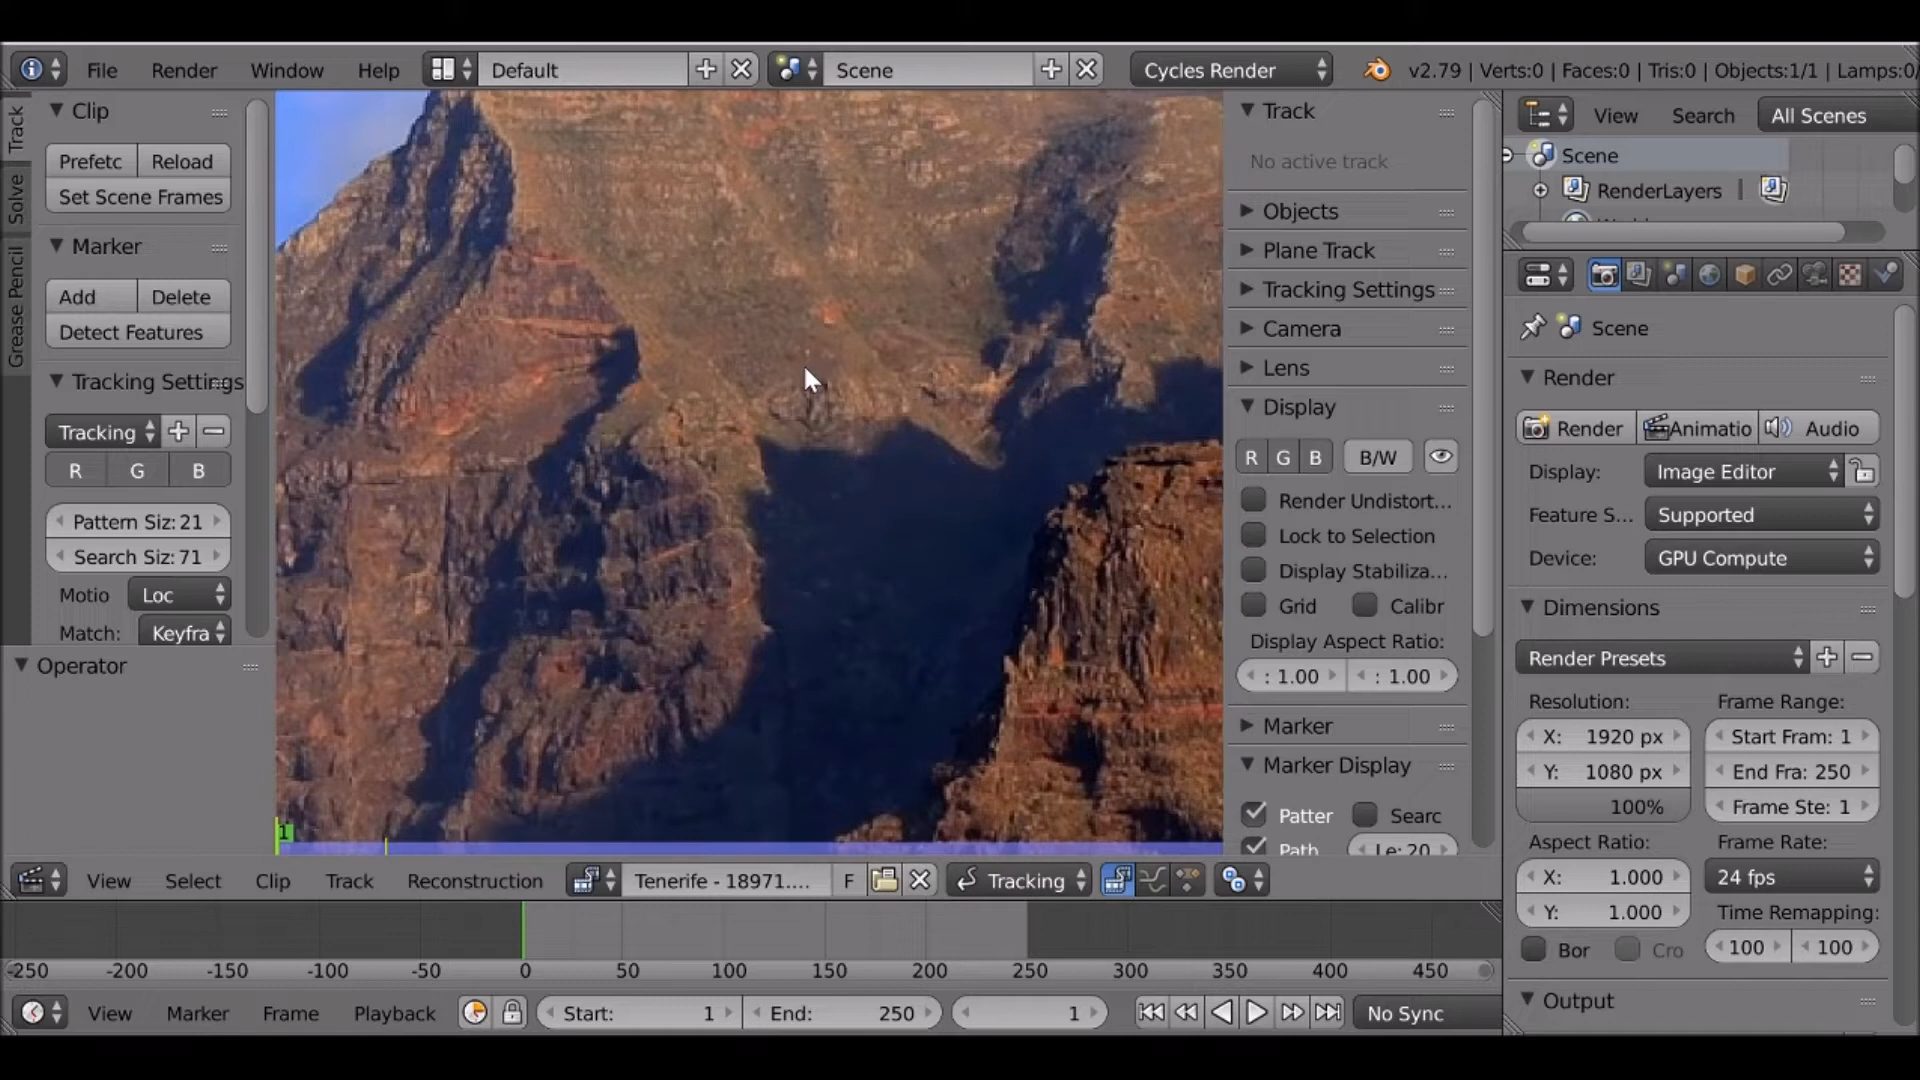 File Render Window Help Default Scene Cycles Render v2.79 | Verts:0 | Faces:0 | Tris:0 | Objects:1/1 | Lamps:0/
Track
Solve
Grease Pencil
Clip
Prefetc Reload
Set Scene Frames
Marker
Add Delete
Detect Features
Tracking Settings
Tracking
R G B
Pattern Siz: 21
Search Siz: 71
Motio Loc
Match: Keyfra
Operator
1
Track
No active track
Objects
Plane Track
Tracking Settings
Camera
Lens
Display
R G B B/W
Render Undistort...
Lock to Selection
Display Stabiliza...
Grid Calibr
Display Aspect Ratio:
: 1.00 : 1.00
Marker
Marker Display
Patter Searc
Path Le: 20
View Select Clip Track Reconstruction Tenerife - 18971.... F Tracking
-250 -200 -150 -100 -50 0 50 100 150 200 250 300 350 400 450
View Marker Frame Playback Start: 1 End: 250 1 No Sync
View Search All Scenes
Scene
RenderLayers |
Scene
Render
Render Animatio Audio
Display: Image Editor
Feature S... Supported
Device: GPU Compute
Dimensions
Render Presets
Resolution: Frame Range:
X: 1920 px Start Fram: 1
Y: 1080 px End Fra: 250
100% Frame Ste: 1
Aspect Ratio: Frame Rate:
X: 1.000 24 fps
Y: 1.000 Time Remapping:
Bor Cro 100 100
Output